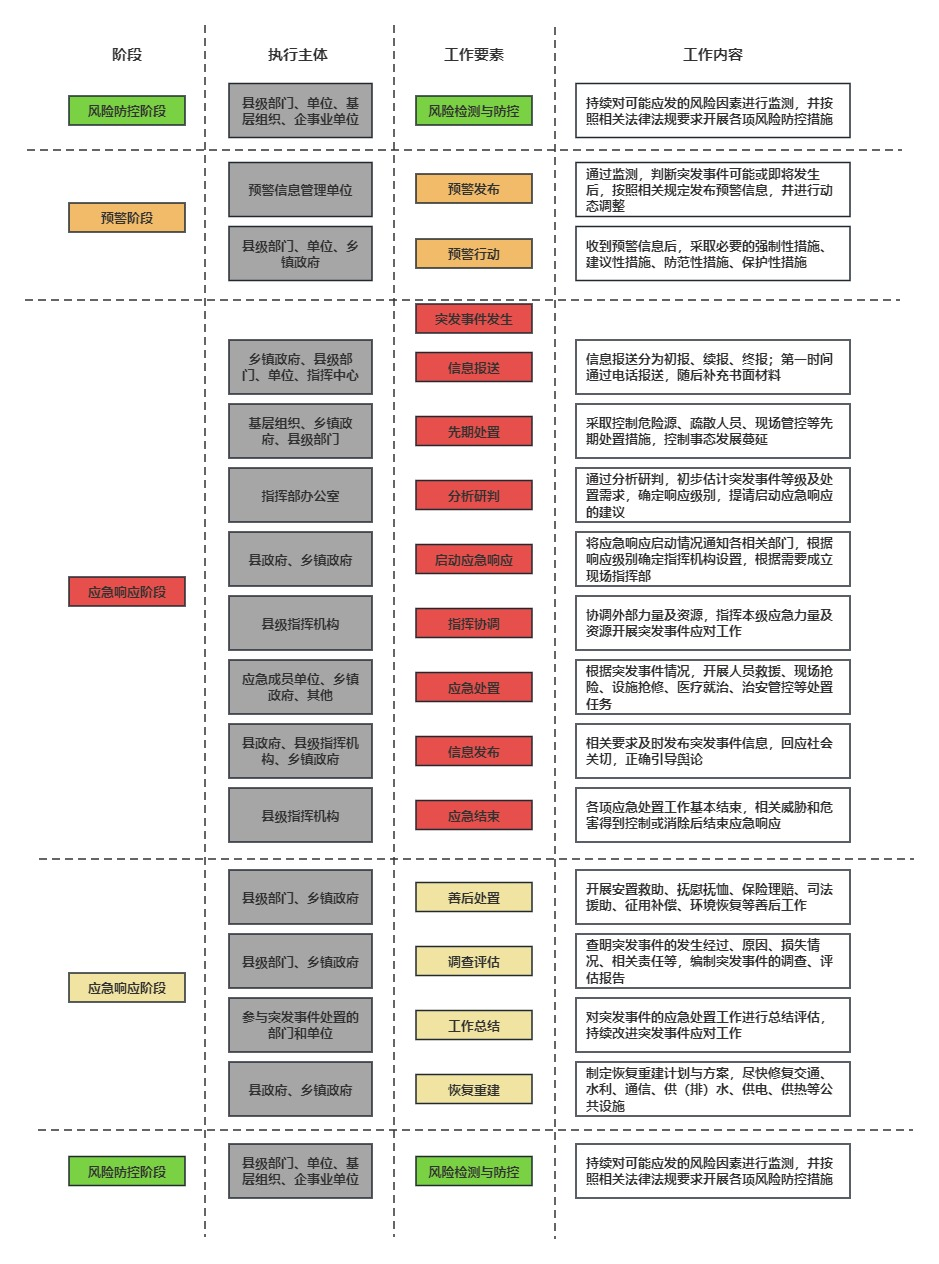 阶段
执行主体
工作要素
工作内容
风险防控阶段
县级部门、单位、基
层组织、企事业单位
风险检测与防控
持续对可能应发的风险因素进行监测，并按
照相关法律法规要求开展各项风险防控措施
预警阶段
预警信息管理单位
预警发布
通过监测，判断突发事件可能或即将发生
后，按照相关规定发布预警信息，并进行动
态调整
县级部门、单位、乡
镇政府
预警行动
收到预警信息后，采取必要的强制性措施、
建议性措施、防范性措施、保护性措施
突发事件发生
乡镇政府、县级部
门、单位、指挥中心
信息报送
信息报送分为初报、续报、终报；第一时间
通过电话报送，随后补充书面材料
基层组织、乡镇政
府、县级部门
先期处置
采取控制危险源、疏散人员、现场管控等先
期处置措施，控制事态发展蔓延
指挥部办公室
分析研判
通过分析研判，初步估计突发事件等级及处
置需求，确定响应级别，提请启动应急响应
的建议
应急响应阶段
县政府、乡镇政府
启动应急响应
将应急响应启动情况通知各相关部门，根据
响应级别确定指挥机构设置，根据需要成立
现场指挥部
县级指挥机构
指挥协调
协调外部力量及资源，指挥本级应急力量及
资源开展突发事件应对工作
应急成员单位、乡镇
政府、其他
应急处置
根据突发事件情况，开展人员救援、现场抢
险、设施抢修、医疗就治、治安管控等处置
任务
县政府、县级指挥机
构、乡镇政府
信息发布
相关要求及时发布突发事件信息，回应社会
关切，正确引导舆论
县级指挥机构
应急结束
各项应急处置工作基本结束，相关威胁和危
害得到控制或消除后结束应急响应
县级部门、乡镇政府
善后处置
开展安置救助、抚慰抚恤、保险理赔、司法
援助、征用补偿、环境恢复等善后工作
县级部门、乡镇政府
调查评估
查明突发事件的发生经过、原因、损失情
况、相关责任等，编制突发事件的调查、评
估报告
应急响应阶段
参与突发事件处置的
部门和单位
工作总结
对突发事件的应急处置工作进行总结评估，
持续改进突发事件应对工作
县政府、乡镇政府
恢复重建
制定恢复重建计划与方案，尽快修复交通、
水利、通信、供（排）水、供电、供热等公
共设施
风险防控阶段
县级部门、单位、基
层组织、企事业单位
风险检测与防控
持续对可能应发的风险因素进行监测，并按
照相关法律法规要求开展各项风险防控措施